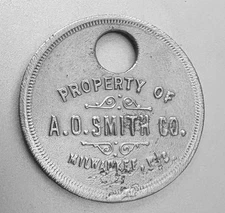 PROPERTY OF
A.O. SMITH CO.
MILWAUKEE, WIS.